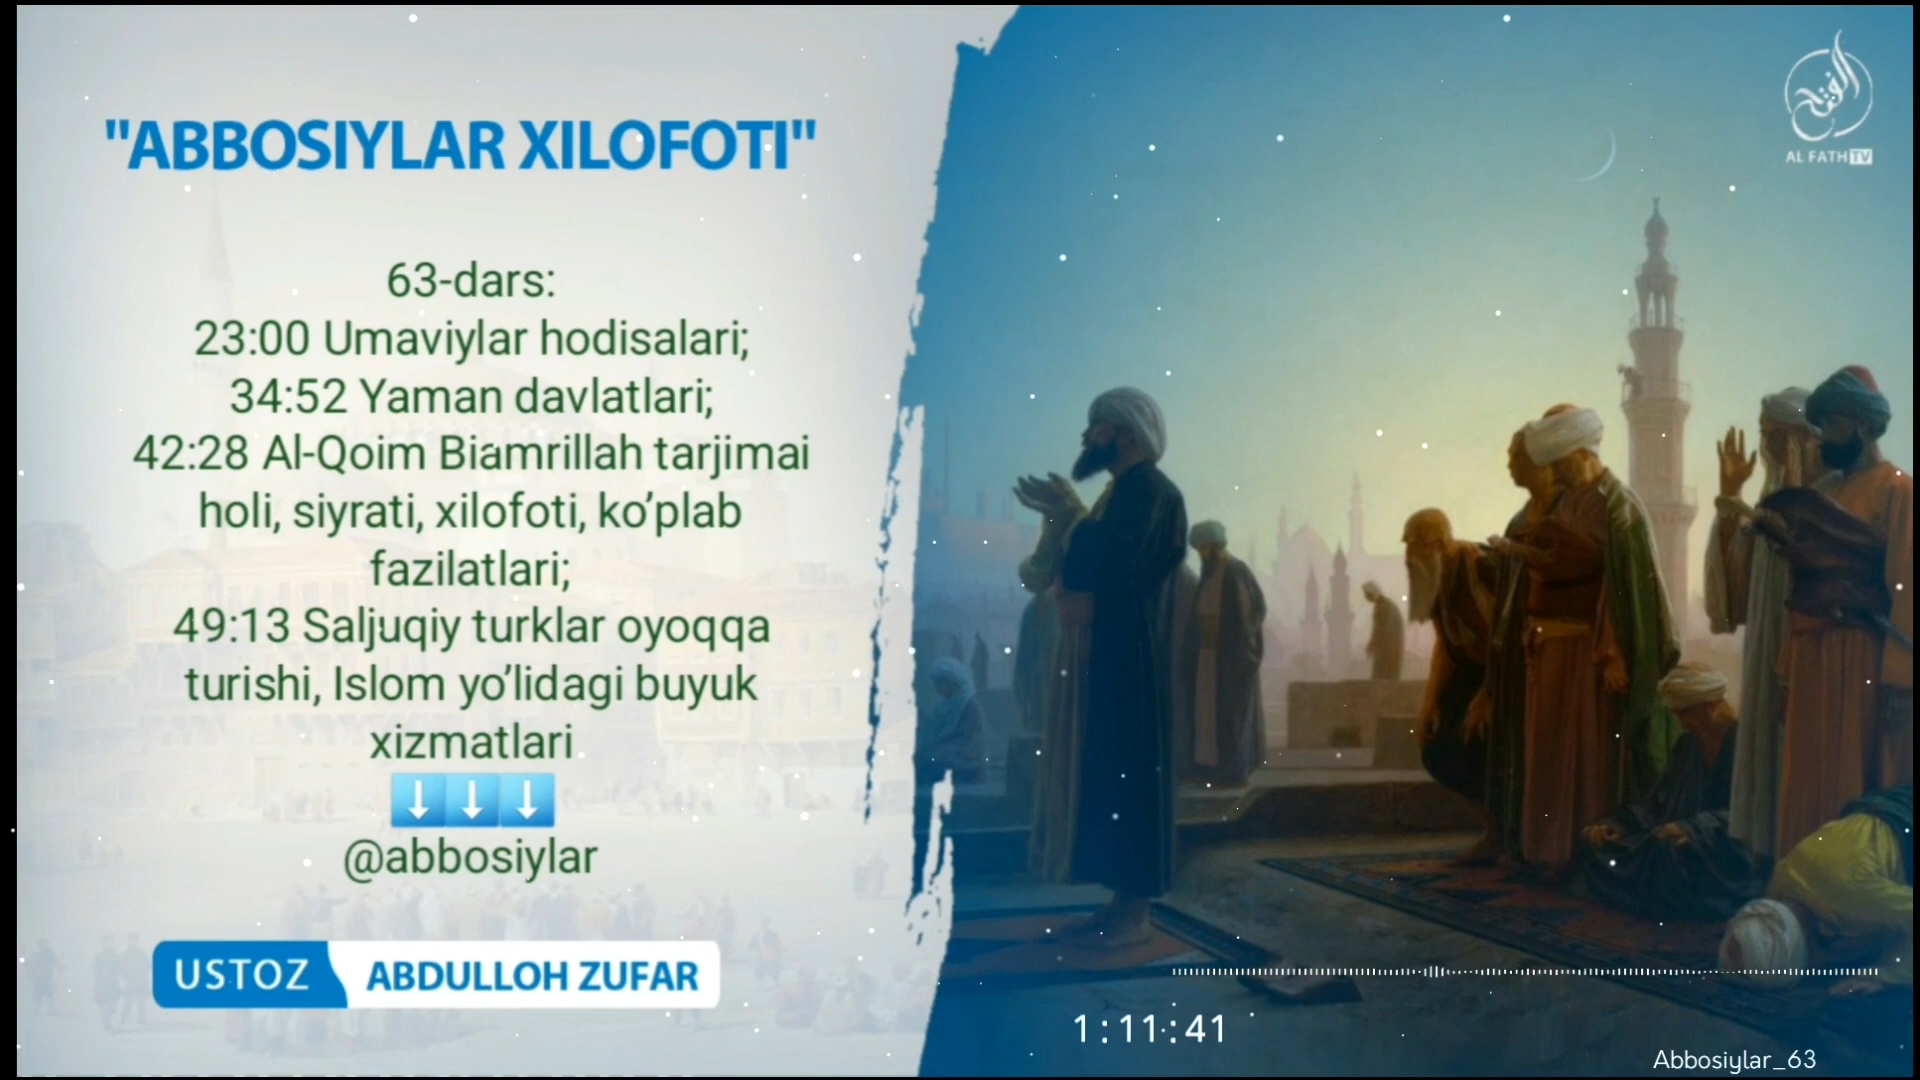 "ABBOSIYLAR XILOFOTI"
63-dars:
23:00 Umaviylar hodisalari;
34:52 Yaman davlatlari;
42:28 Al-Qoim Biamrillah tarjimai
holi, siyrati, xilofoti, ko’plab
fazilatlari;
49:13 Saljuqiy turklar oyoqqa
turishi, Islom yo’lidagi buyuk
xizmatlari
@abbosiylar
USTOZ ABDULLOH ZUFAR
الفتح
AL FATH TV
1:11:41
Abbosiylar_63